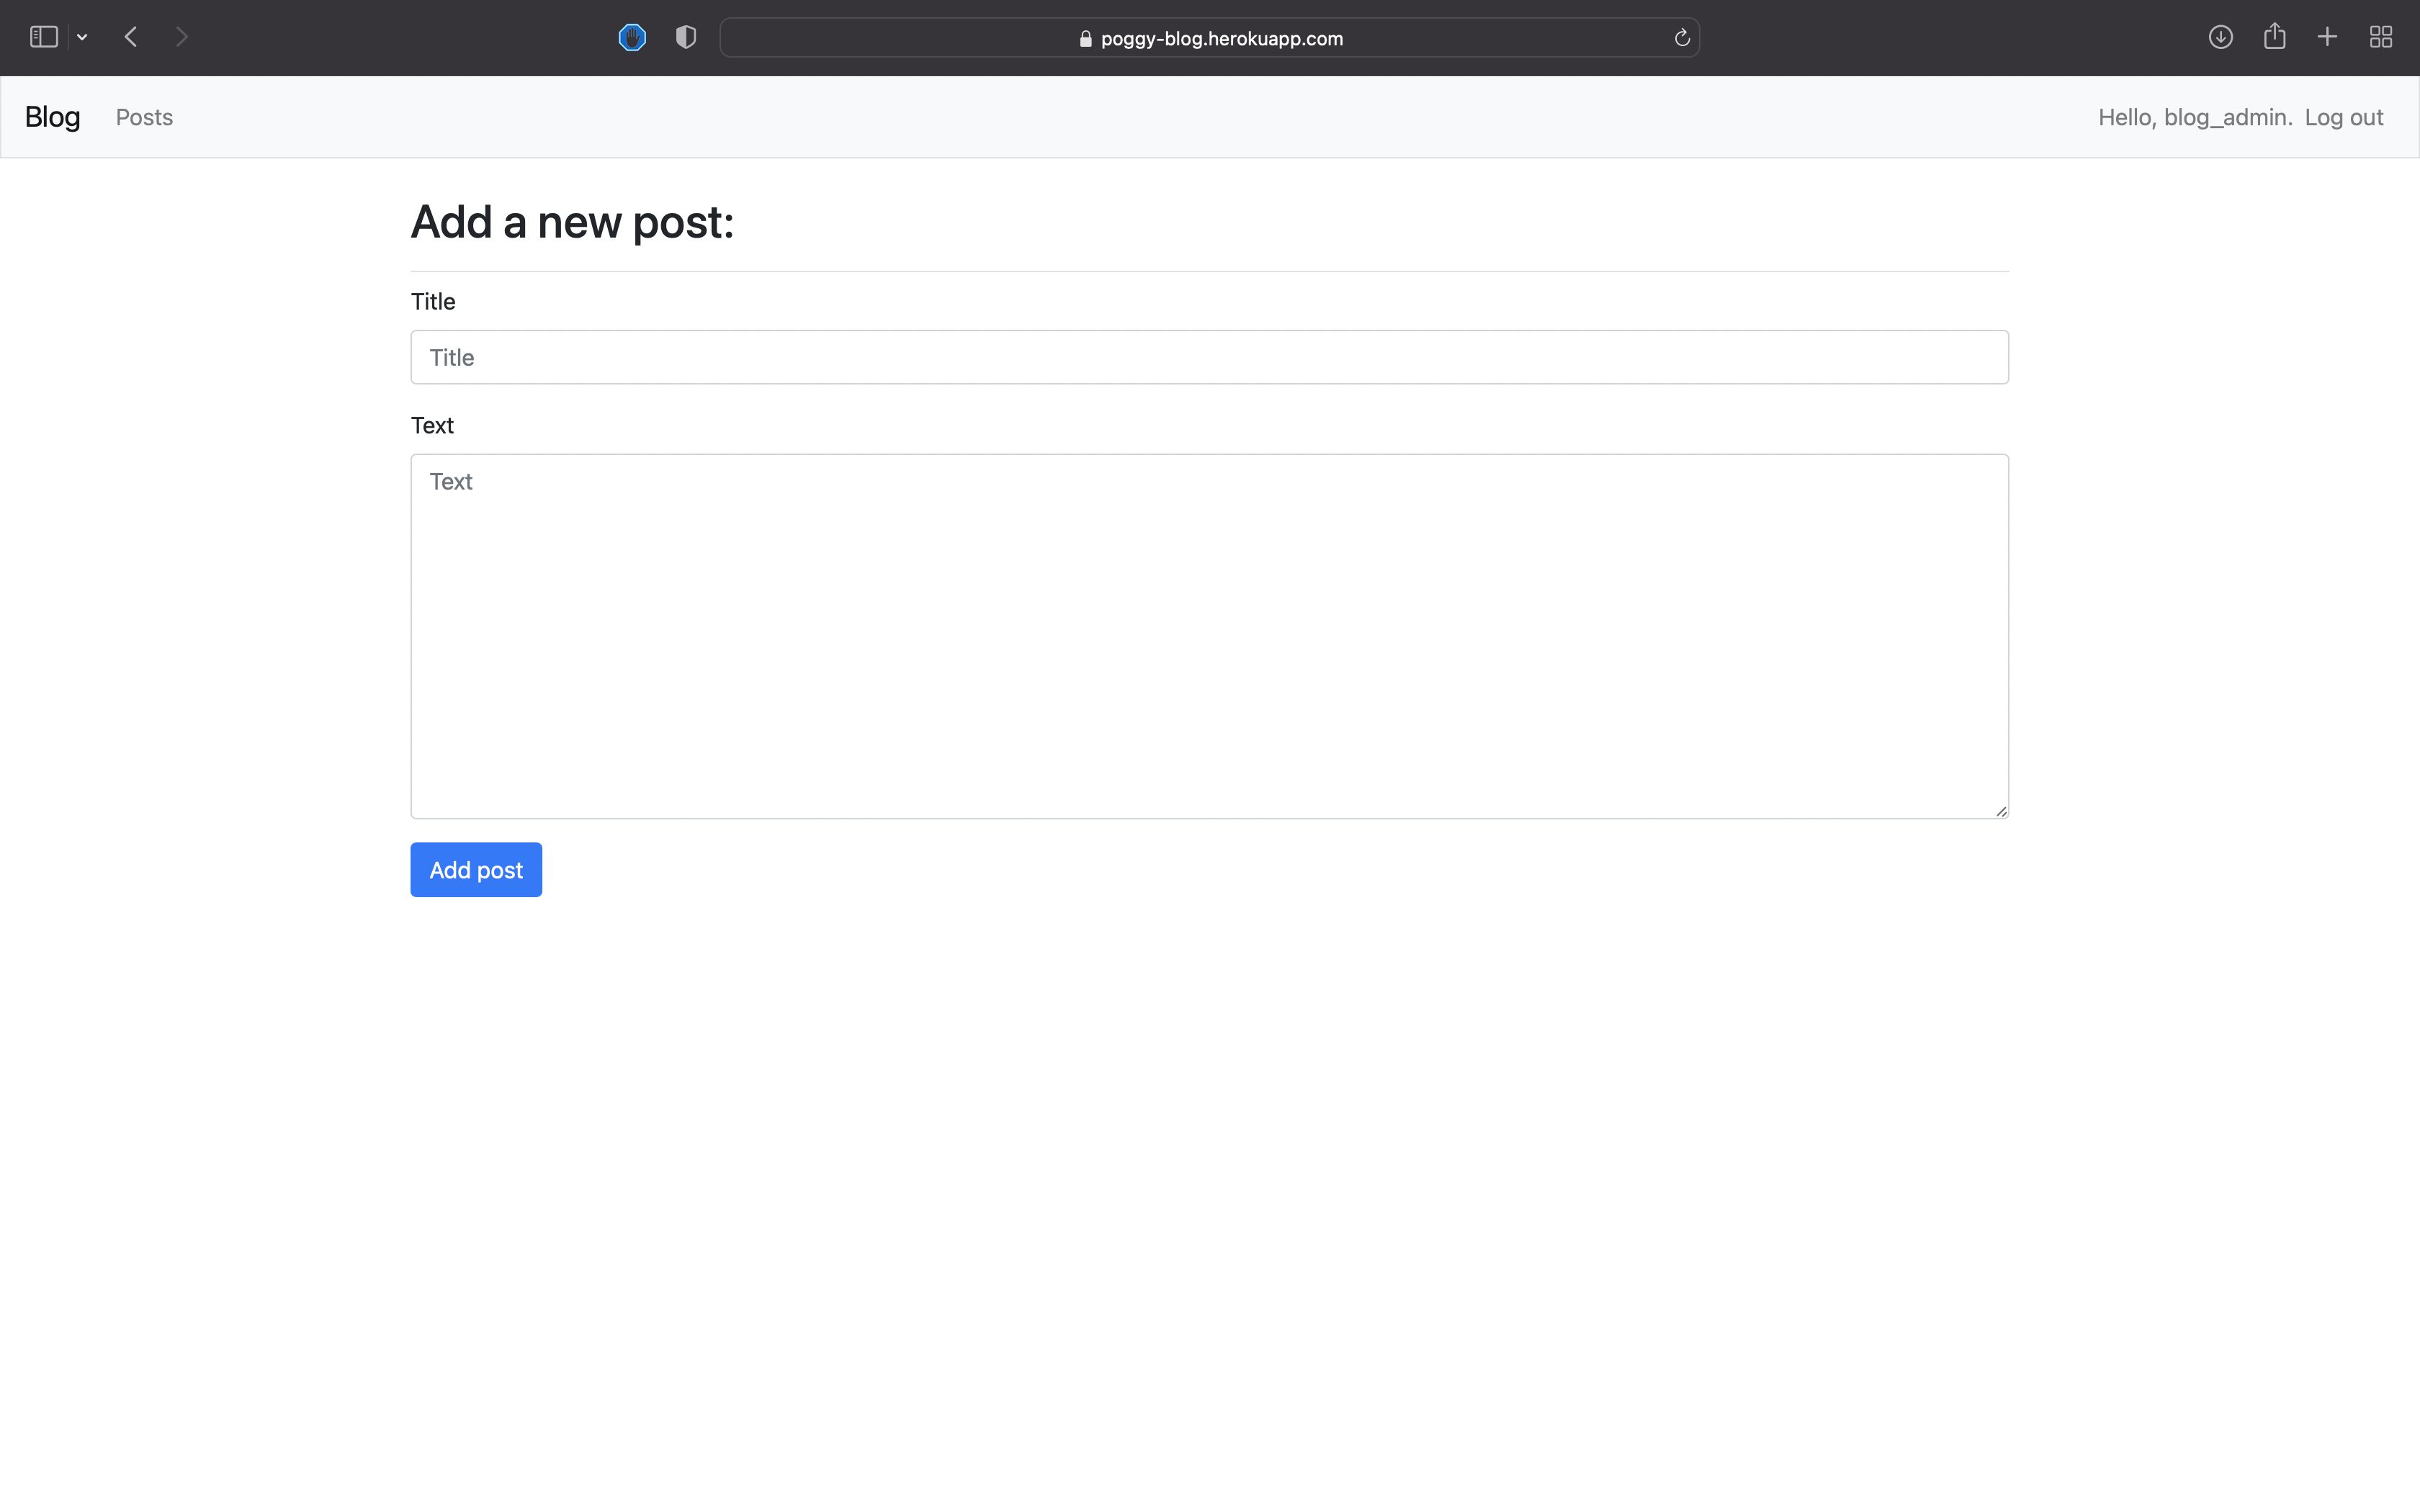 poggy-blog.herokuapp.com
Blog Posts Hello, blog_admin. Log out
Add a new post:
Title
Title
Text
Text
Add post